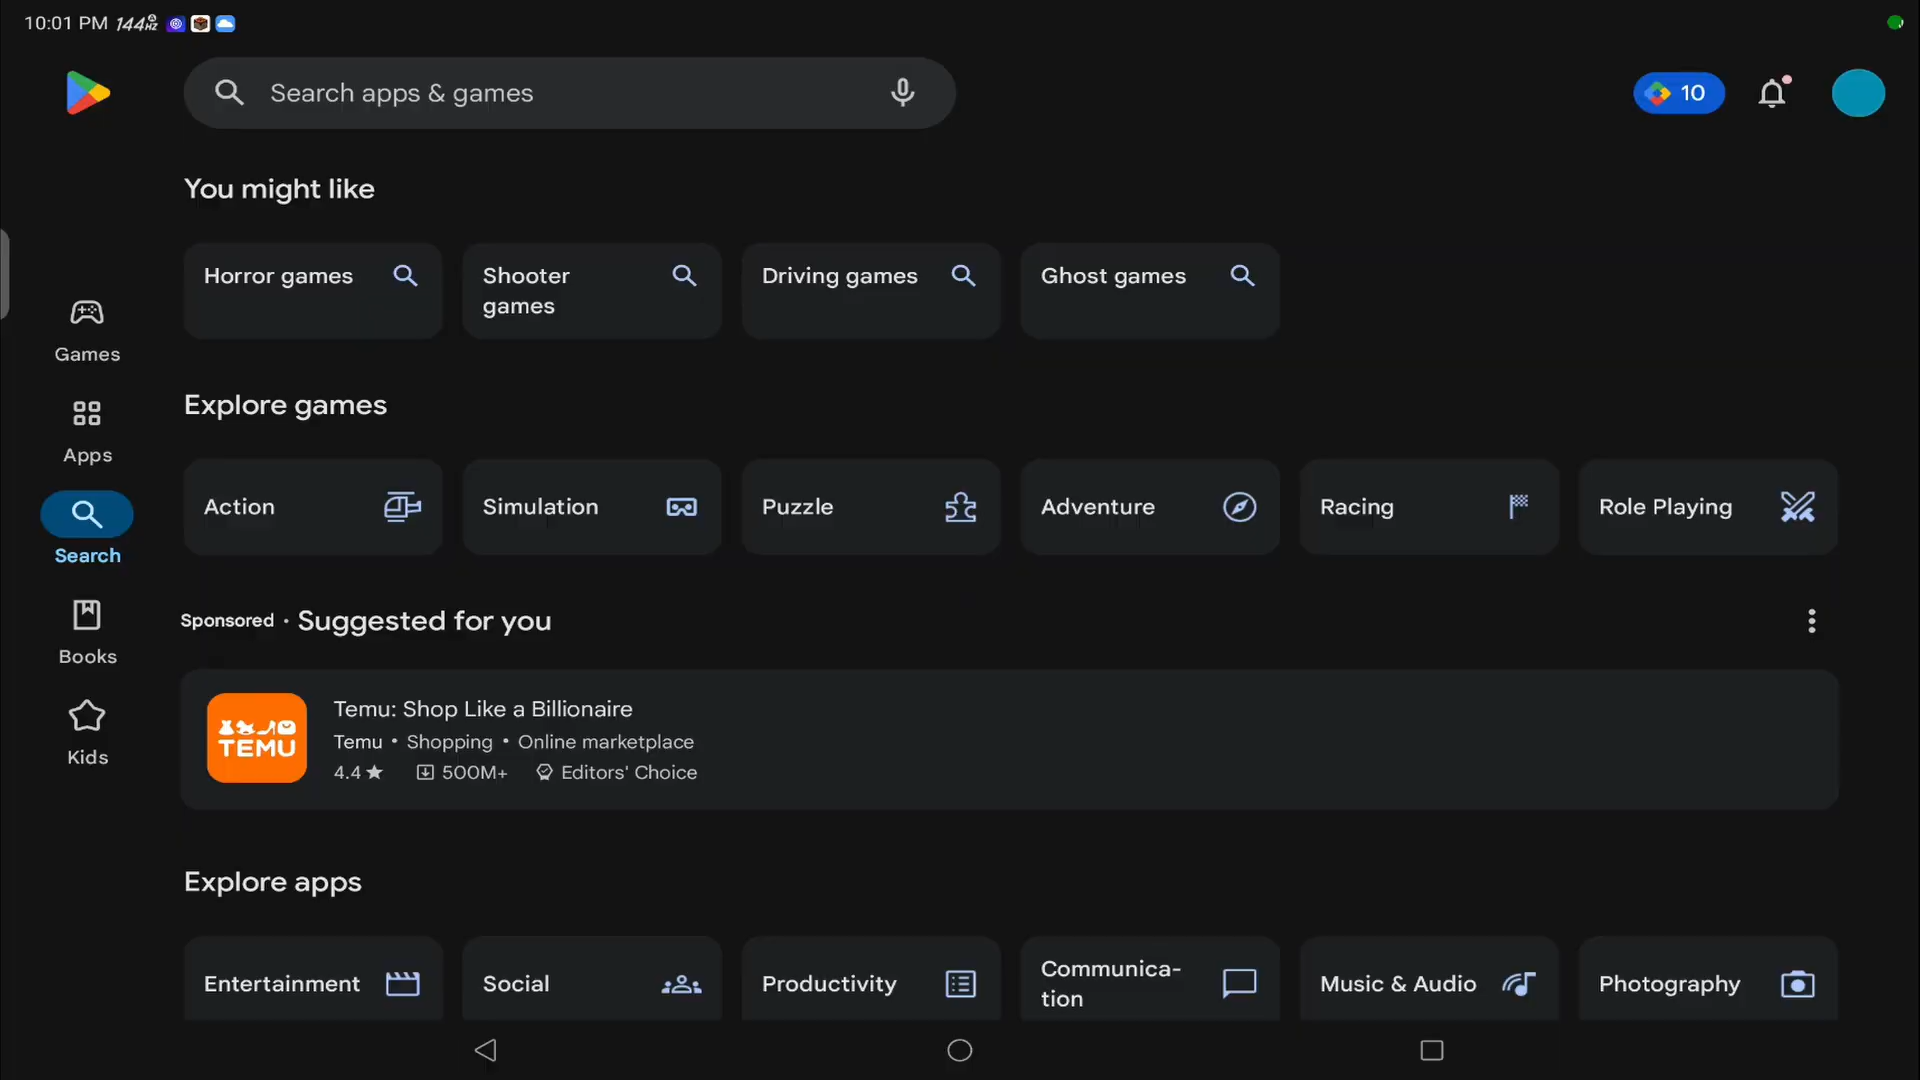 10:01 PM 144Hz
Search apps & games
10
You might like
Horror games
Shooter
games
Driving games
Ghost games
Games
Explore games
Apps
Action
Simulation
Puzzle
Adventure
Racing
Role Playing
Search
Sponsored · Suggested for you
Books
Temu: Shop Like a Billionaire
TEMU
Temu • Shopping • Online marketplace
4.4★ 500M+ Editors' Choice
Kids
Explore apps
Entertainment
Social
Productivity
Communica-
tion
Music & Audio
Photography